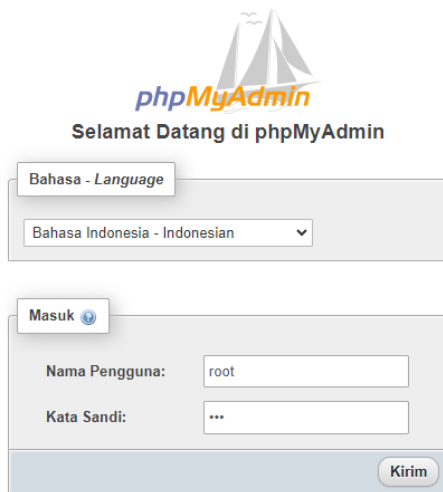 phpMyAdmin
Selamat Datang di phpMyAdmin
Bahasa - Language
Bahasa Indonesia - Indonesian
Masuk
Nama Pengguna: root
Kata Sandi: •••
Kirim